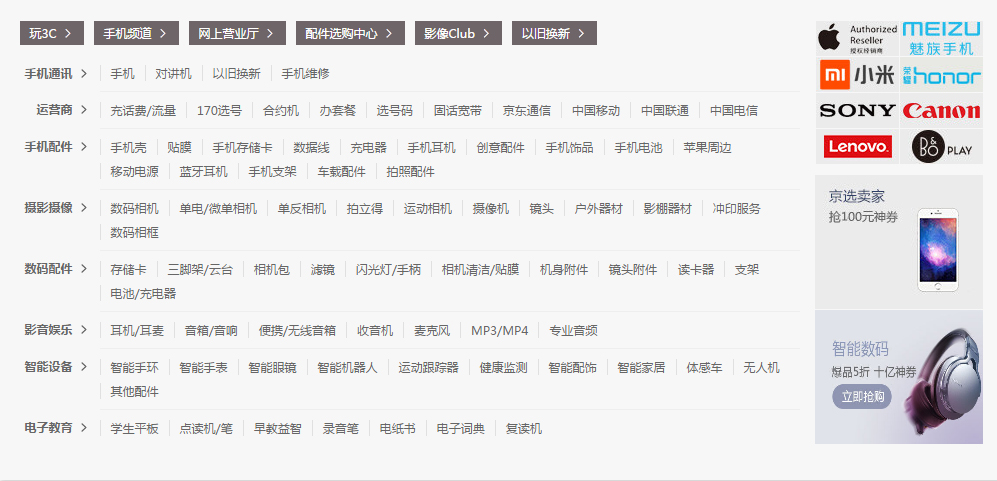 玩3C > 手机频道 > 网上营业厅 > 配件选购中心 > 影像Club > 以旧换新 >
手机通讯 > 手机 对讲机 以旧换新 手机维修
运营商 > 充话费/流量 170选号 合约机 办套餐 选号码 固话宽带 京东通信 中国移动 中国联通 中国电信
手机配件 > 手机壳 贴膜 手机存储卡 数据线 充电器 手机耳机 创意配件 手机饰品 手机电池 苹果周边
移动电源 蓝牙耳机 手机支架 车载配件 拍照配件
摄影摄像 > 数码相机 单电/微单相机 单反相机 拍立得 运动相机 摄像机 镜头 户外器材 影棚器材 冲印服务
数码相框
数码配件 > 存储卡 三脚架/云台 相机包 滤镜 闪光灯/手柄 相机清洁/贴膜 机身附件 镜头附件 读卡器 支架
电池/充电器
影音娱乐 > 耳机/耳麦 音箱/音响 便携/无线音箱 收音机 麦克风 MP3/MP4 专业音频
智能设备 > 智能手环 智能手表 智能眼镜 智能机器人 运动跟踪器 健康监测 智能配饰 智能家居 体感车 无人机
其他配件
电子教育 > 学生平板 点读机/笔 早教益智 录音笔 电纸书 电子词典 复读机
Authorized
Reseller
授权经销商
MEIZU
魅族手机
mi 小米
荣耀 honor
SONY
Canon
Lenovo
B&O PLAY
京选卖家
抢100元神券
智能数码
爆品5折 十亿神券
立即抢购